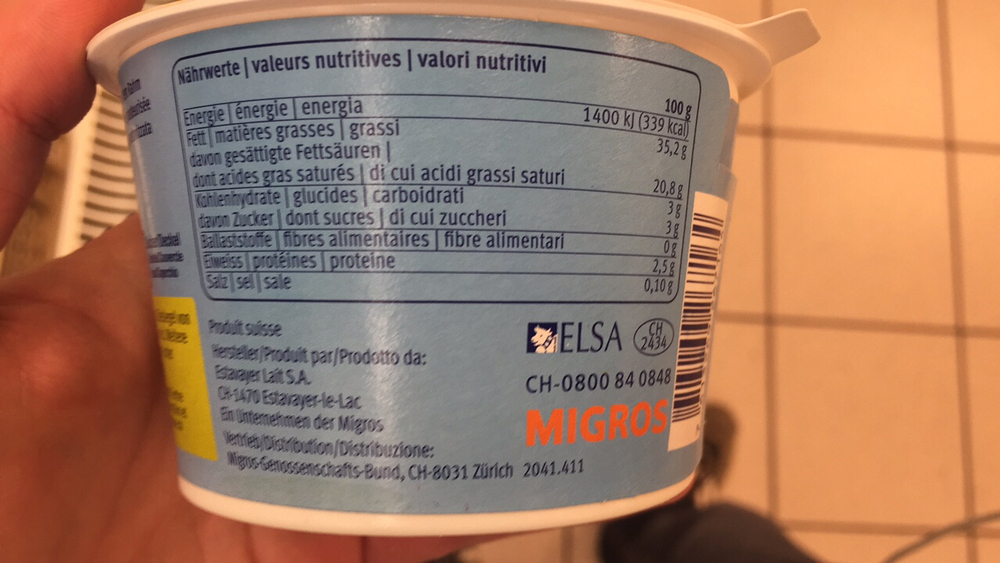 Nährwerte | valeurs nutritives | valori nutritivi
100 g
Energie | énergie | energia 1400 kJ (339 kcal)
Fett | matières grasses | grassi 35,2 g
davon gesättigte Fettsäuren |
dont acides gras saturés | di cui acidi grassi saturi 20,8 g
Kohlenhydrate | glucides | carboidrati 3 g
davon Zucker | dont sucres | di cui zuccheri 3 g
Ballaststoffe | fibres alimentaires | fibre alimentari 0 g
Eiweiss | protéines | proteine 2,5 g
Salz | sel | sale 0,10 g
Produit suisse
Hersteller/Produit par/Prodotto da:
Estavayer Lait S.A.
CH-1470 Estavayer-le-Lac
Ein Unternehmen der Migros
Vertrieb/Distribution/Distribuzione:
Migros-Genossenschafts-Bund, CH-8031 Zürich 2041.411
ELSA
CH
2434
CH-0800 84 0848
MIGROS